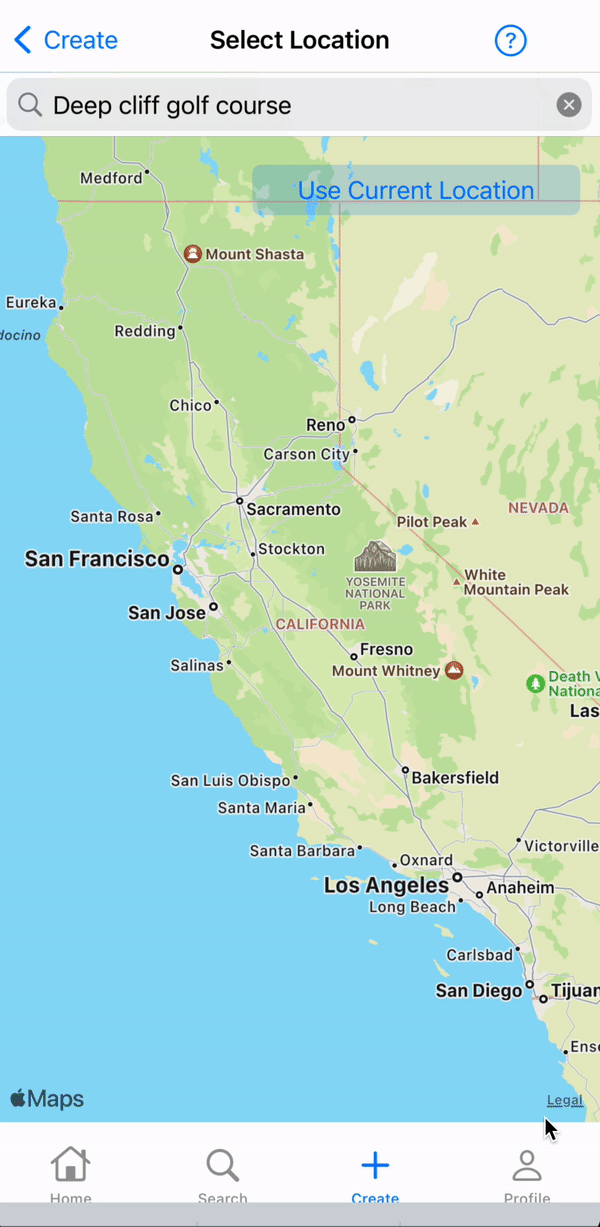 Create
Select Location
?
Deep cliff golf course
Use Current Location
Medford
Mount Shasta
Eureka
docino
Redding
Chico
Reno
Carson City
Sacramento
NEVADA
Santa Rosa
Pilot Peak
Stockton
San Francisco
YOSEMITE
NATIONAL
PARK
White
Mountain Peak
San Jose
CALIFORNIA
Fresno
Salinas
Mount Whitney
Death V
Nationa
Las
San Luis Obispo
Bakersfield
Santa Maria
Victorville
Santa Barbara
Oxnard
Los Angeles
Anaheim
Long Beach
Carlsbad
San Diego
Tijuan
Ense
Maps
Legal
Home
Search
Create
Profile